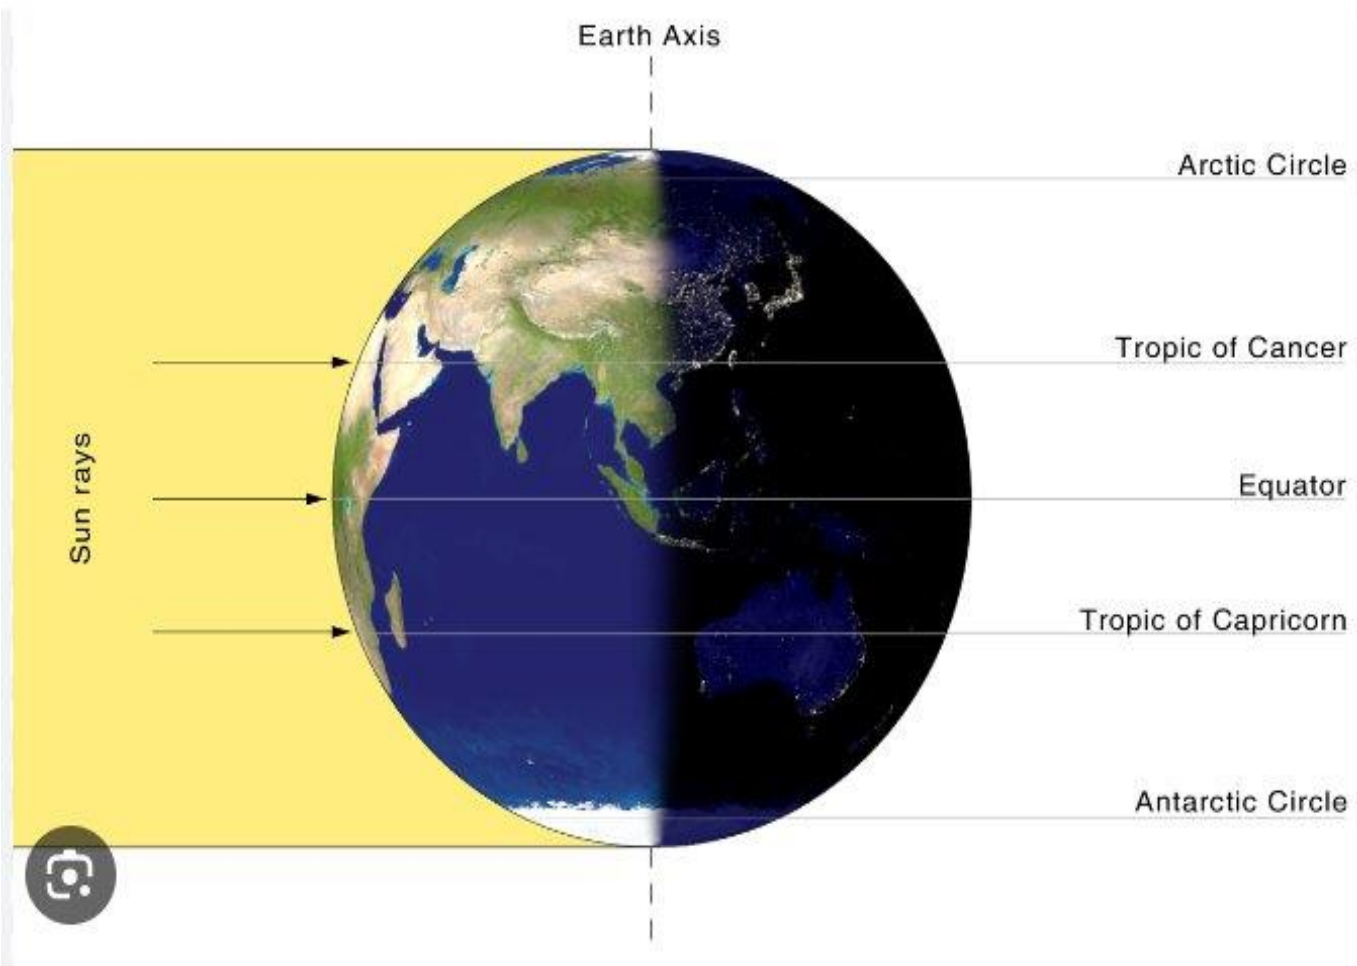 Earth Axis
Arctic Circle
Tropic of Cancer
Sun rays
Equator
Tropic of Capricorn
Antarctic Circle